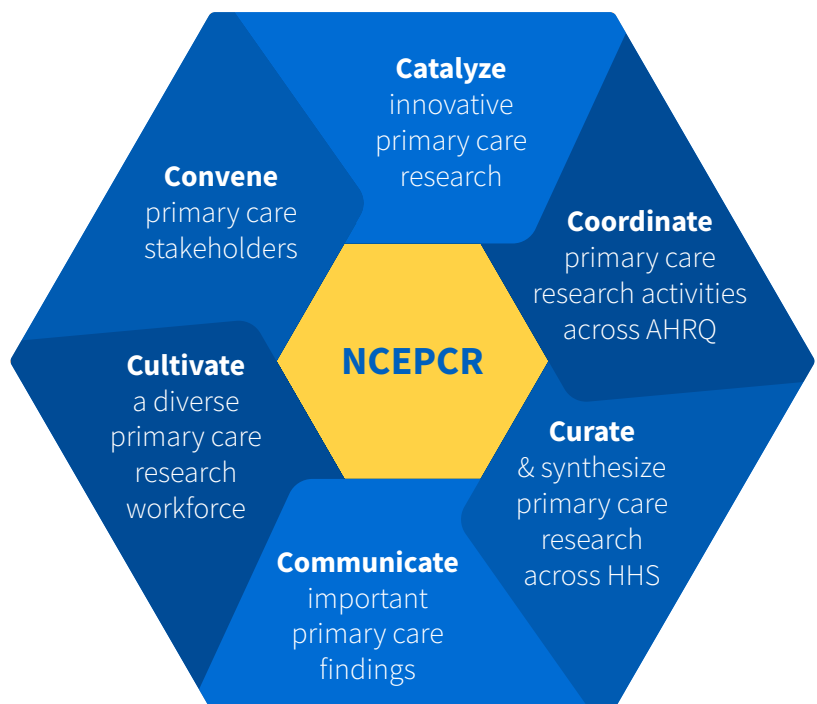 Catalyze
innovative
primary care
research
Coordinate
primary care
research activities
across AHRQ
Curate
& synthesize
primary care
research
across HHS
Communicate
important
primary care
findings
Cultivate
a diverse
primary care
research
workforce
Convene
primary care
stakeholders
NCEPCR